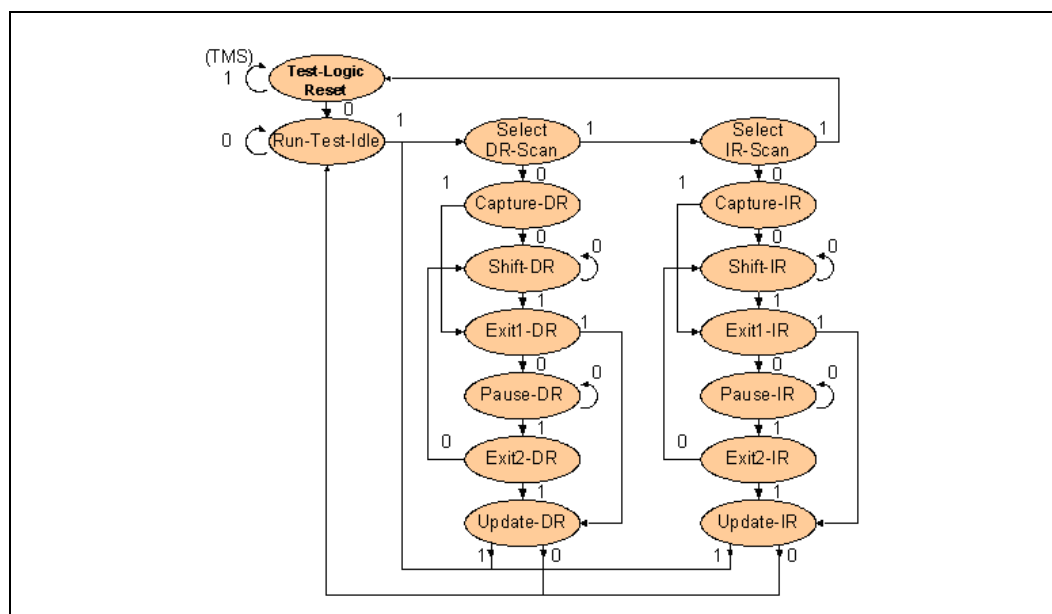 (TMS)
1
Test-Logic
Reset
0
0
Run-Test-Idle
1
Select
DR-Scan
1
Select
IR-Scan
1
0
0
1
Capture-DR
1
Capture-IR
0
0
0
0
Shift-DR
Shift-IR
1
1
Exit1-DR
1
Exit1-IR
1
0
0
0
0
Pause-DR
Pause-IR
1
1
0
Exit2-DR
0
Exit2-IR
1
1
Update-DR
Update-IR
1
0
1
0